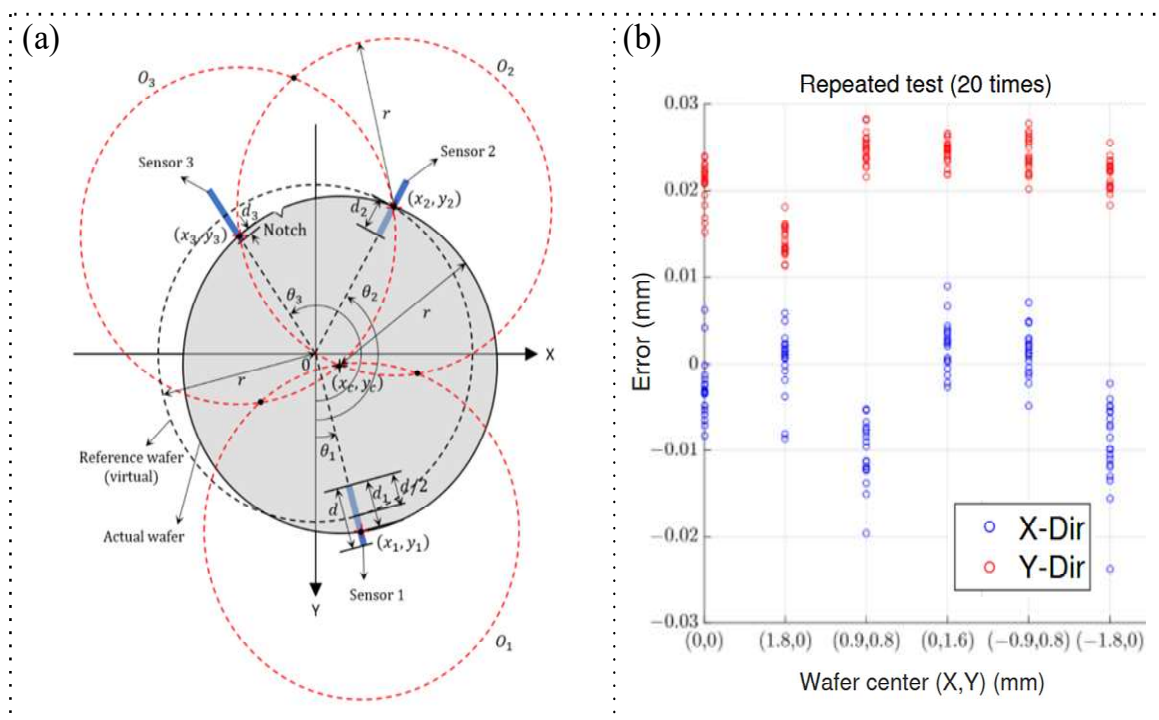 (a)
O₃
O₂
r
Sensor 3
Sensor 2
d₃
d₂
(x₂, y₂)
(x₃, y₃)
Notch
θ₃
θ₂
r
0
X
(x_c, y_c)
r
θ₁
Reference wafer
(virtual)
d
d₁
d/2
Actual wafer
(x₁, y₁)
Sensor 1
Y
O₁
(b)
Repeated test (20 times)
0.03
0.02
0.01
0
−0.01
−0.02
−0.03
Error (mm)
X-Dir
Y-Dir
(0,0) (1.8,0) (0.9,0.8) (0,1.6) (−0.9,0.8) (−1.8,0)
Wafer center (X,Y) (mm)